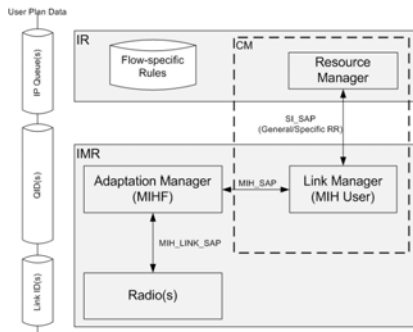 User Plan Data
IP Queue(s)
QID(s)
Link ID(s)
IR
Flow-specific
Rules
CM
Resource
Manager
SI_SAP
(General/Specific RR)
IMR
Adaptation Manager
(MIHF)
MIH_SAP
Link Manager
(MIH User)
MIH_LINK_SAP
Radio(s)